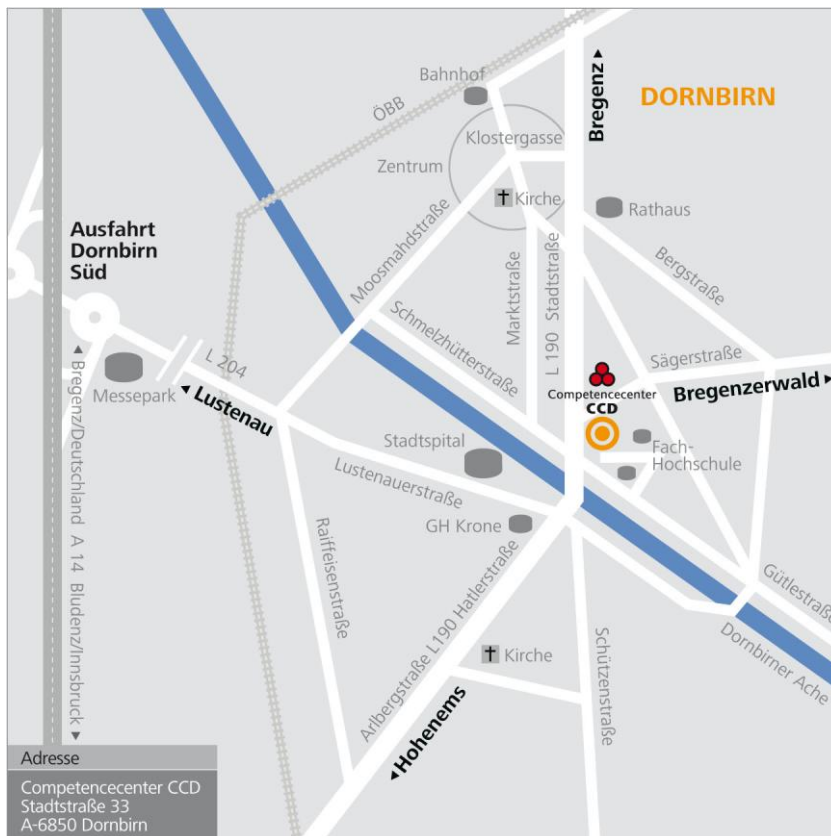 Bahnhof
Bregenz
DORNBIRN
ÖBB
Klostergasse
Zentrum
Kirche
Rathaus
Ausfahrt
Dornbirn
Süd
Moosmahdstraße
Schmelzhütterstraße
Marktstraße
L 190 Stadtstraße
Bergstraße
Sägerstraße
L 204
Messepark
Lustenau
Competencecenter
CCD
Bregenzerwald
Stadtspital
Fach-
Hochschule
Lustenauerstraße
GH Krone
Bregenz/Deutschland A 14 Bludenz/Innsbruck
Raiffeisenstraße
Arlbergstraße L190 Hatlerstraße
Kirche
Schützenstraße
Gütlestraße
Dornbirner Ache
Hohenems
Adresse
Competencecenter CCD
Stadtstraße 33
A-6850 Dornbirn